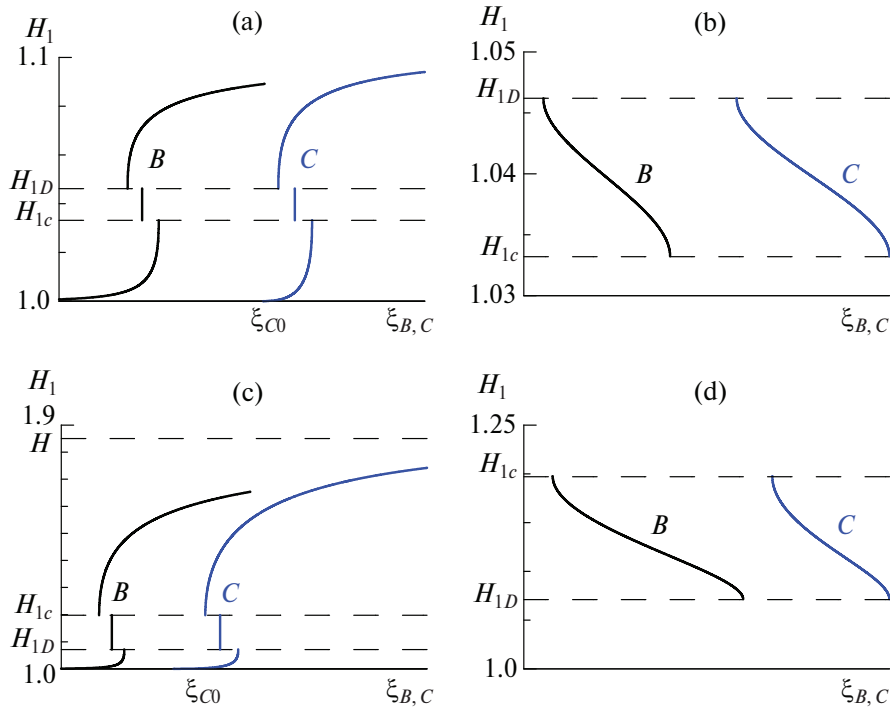 (a)
H₁
1.1
B
C
H₁D
H₁c
1.0
ξC0
ξB, C
(b)
H₁
1.05
H₁D
1.04
B
C
H₁c
1.03
ξB, C
(c)
H₁
1.9
H
B
C
H₁c
H₁D
1.0
ξC0
ξB, C
(d)
H₁
1.25
H₁c
B
C
H₁D
1.0
ξB, C